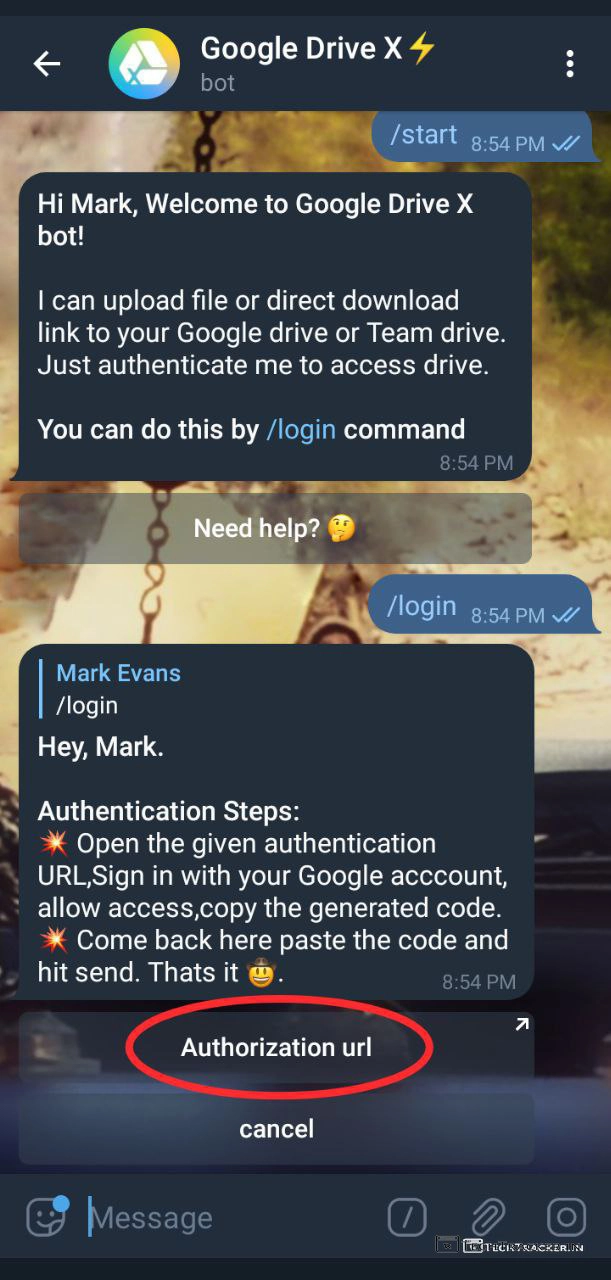 Google Drive X⚡
bot
/start 8:54 PM
Hi Mark, Welcome to Google Drive X
bot!
I can upload file or direct download
link to your Google drive or Team drive.
Just authenticate me to access drive.
You can do this by /login command
8:54 PM
Need help? 🤔
/login 8:54 PM
Mark Evans
/login
Hey, Mark.
Authentication Steps:
💥 Open the given authentication
URL,Sign in with your Google acccount,
allow access,copy the generated code.
💥 Come back here paste the code and
hit send. Thats it 🤠.
8:54 PM
Authorization url
cancel
Message
TECHTRACKER.IN